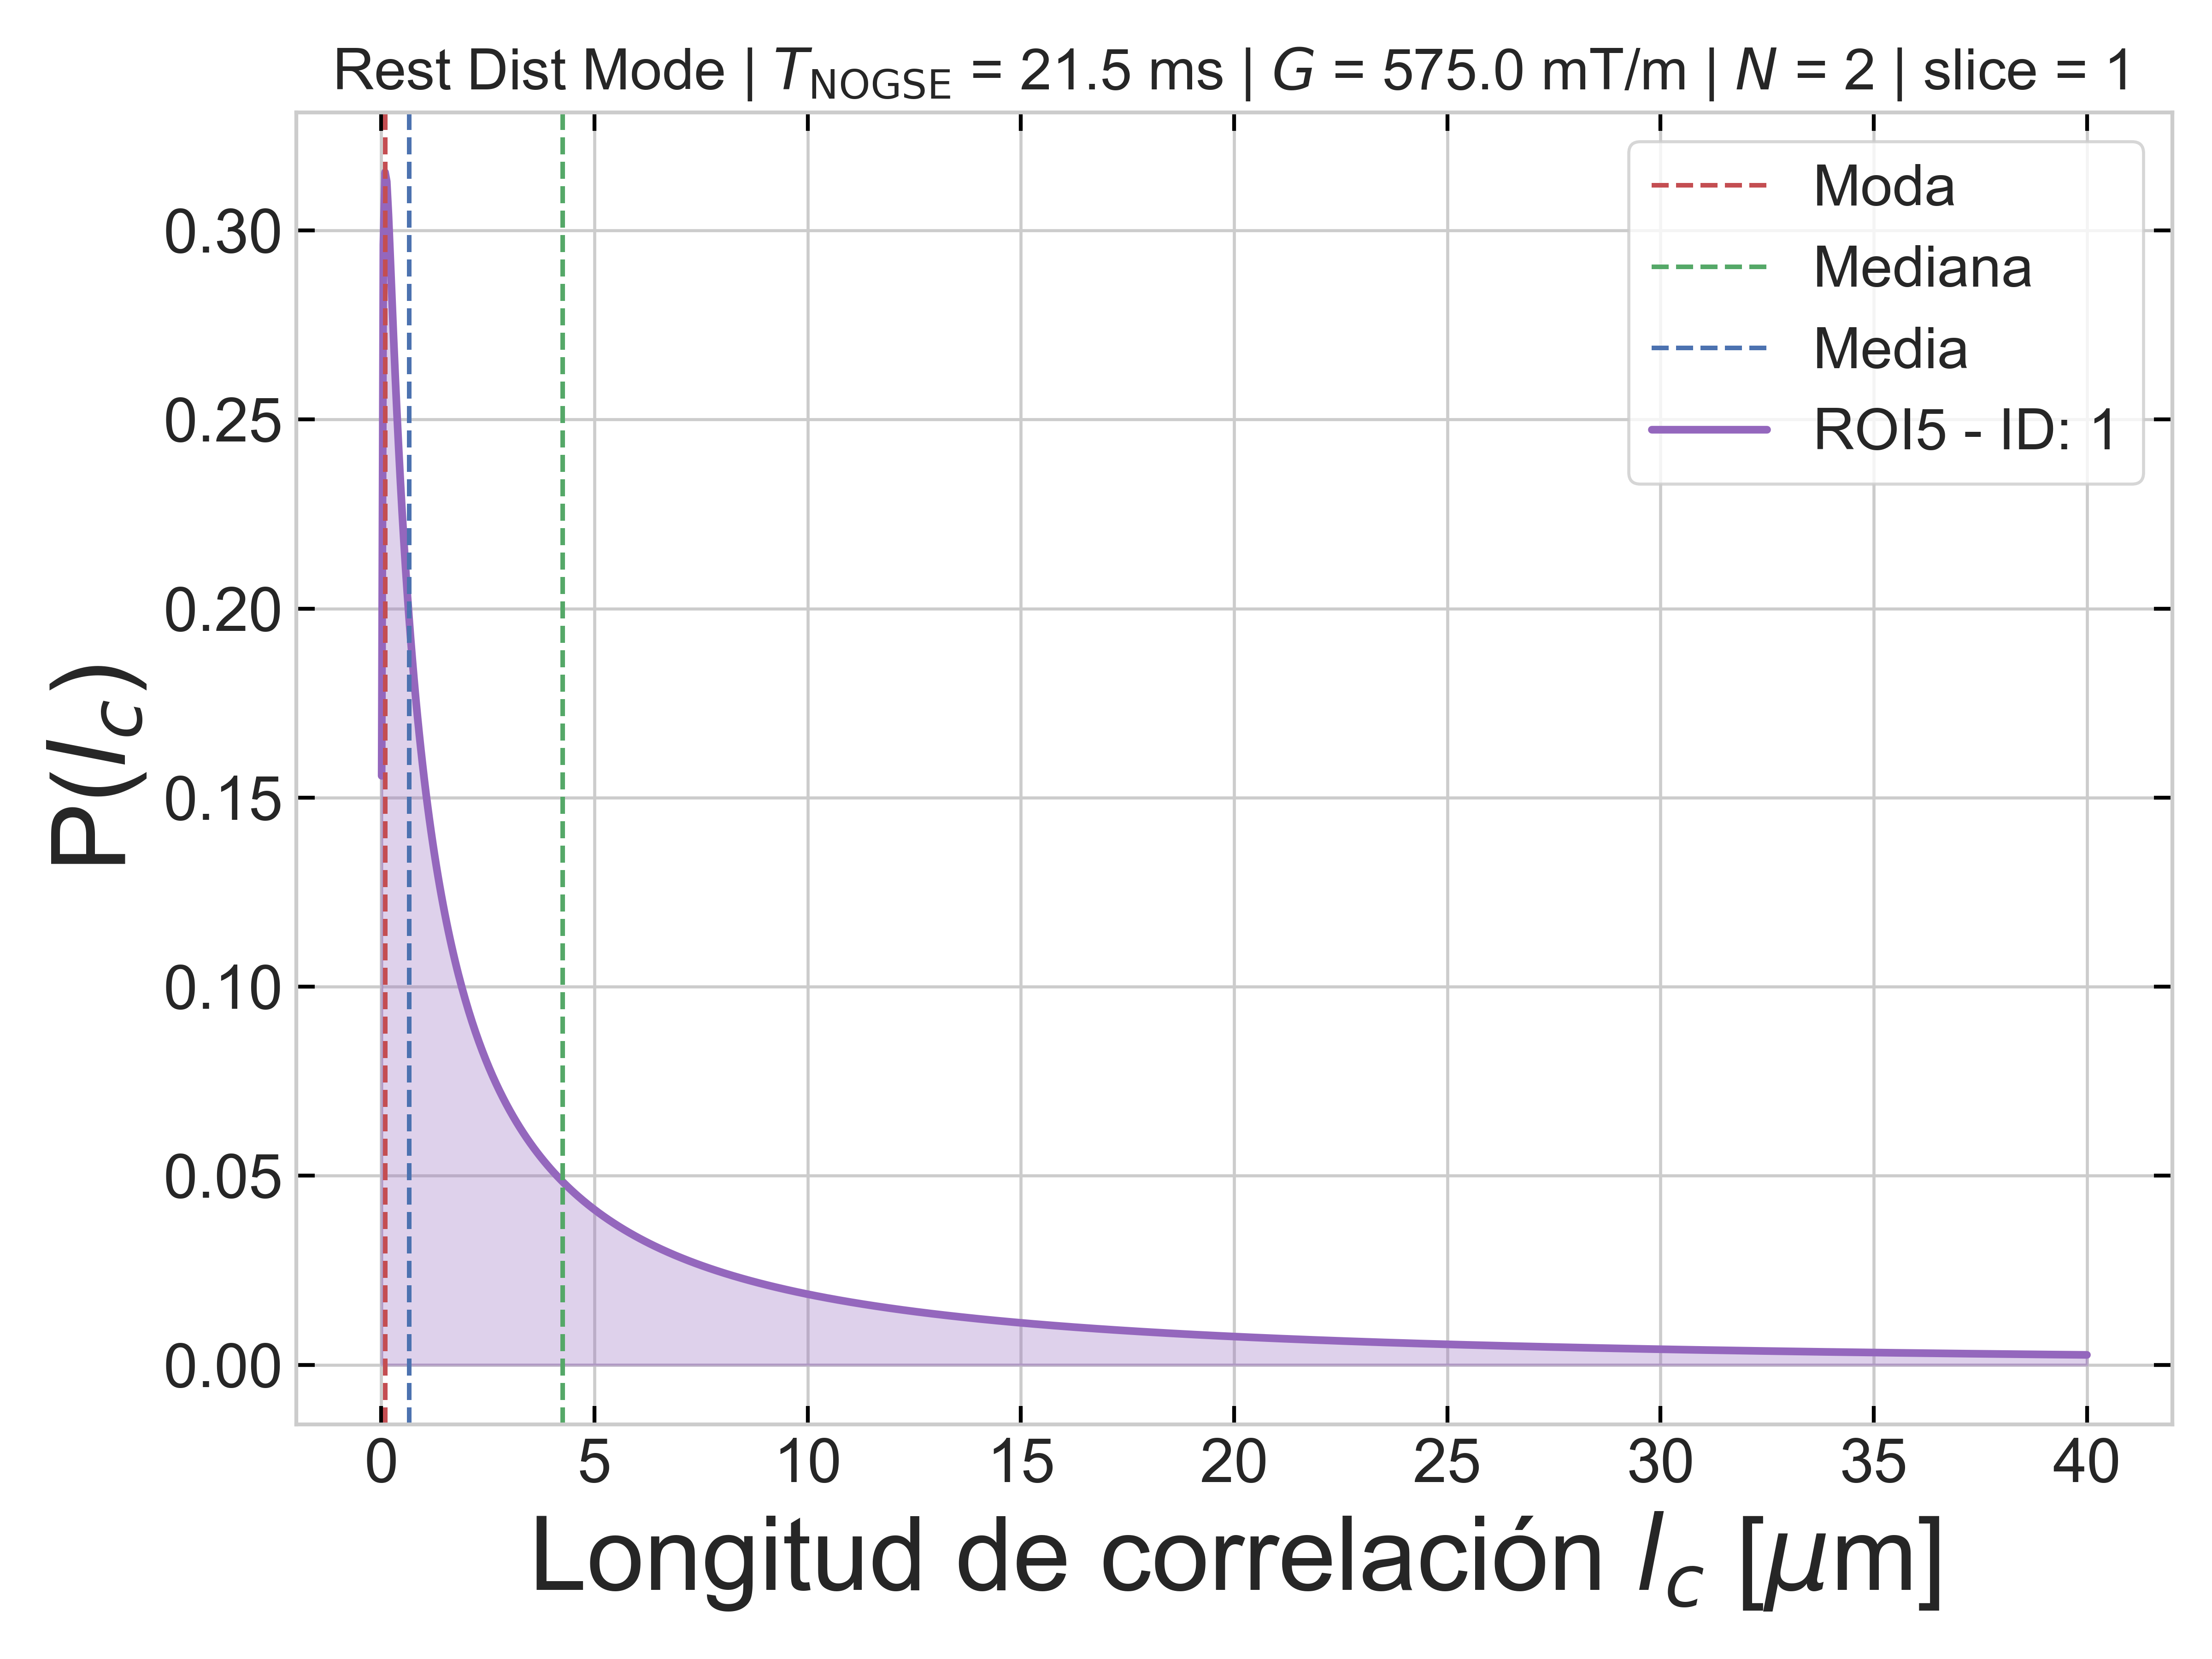 Rest Dist Mode | T_NOGSE = 21.5 ms | G = 575.0 mT/m | N = 2 | slice = 1
Moda
Mediana
Media
ROI5 - ID: 1
P(l_c)
0.30
0.25
0.20
0.15
0.10
0.05
0.00
0 5 10 15 20 25 30 35 40
Longitud de correlación l_c [μm]